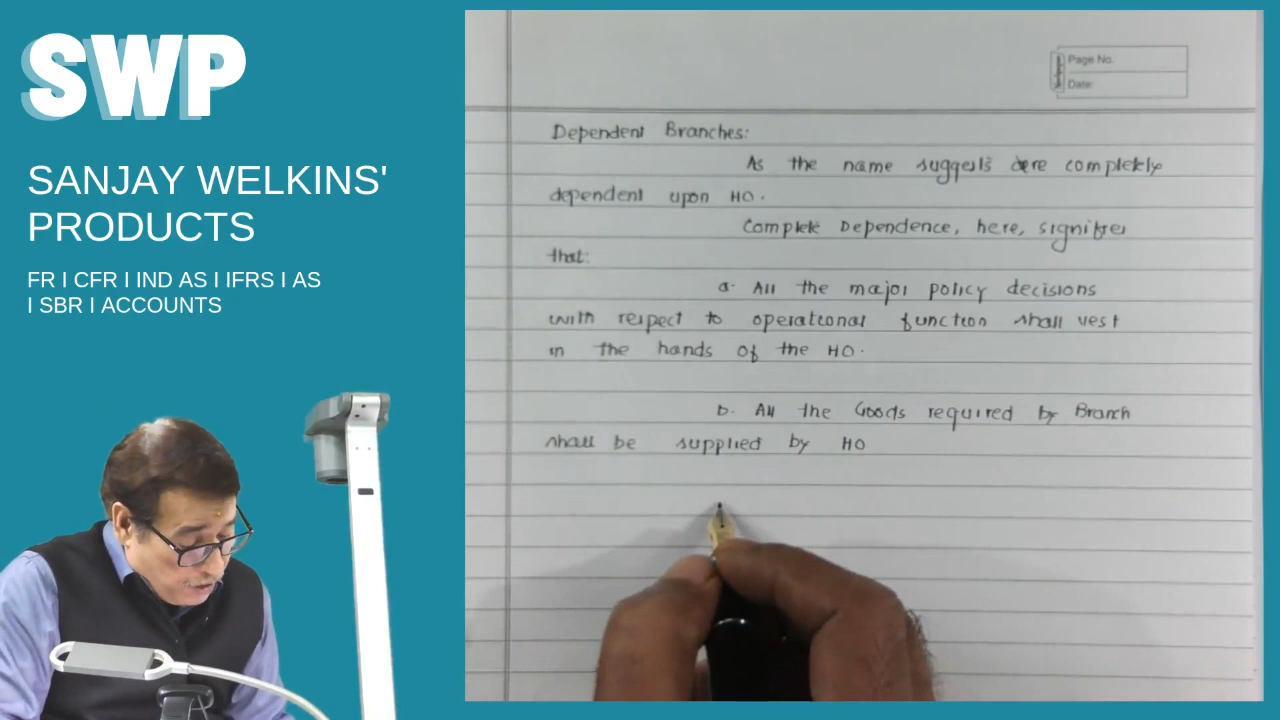 SWP
SANJAY WELKINS'
PRODUCTS
FR I CFR I IND AS I IFRS I AS
I SBR I ACCOUNTS
Page No.
Date:
Dependent Branches:
As the name suggests are completely
dependent upon HO.
Complete Dependence, here, signifies
that:
a. All the major policy decisions
with respect to operational function shall vest
in the hands of the HO.
b. All the Goods required by Branch
shall be supplied by HO